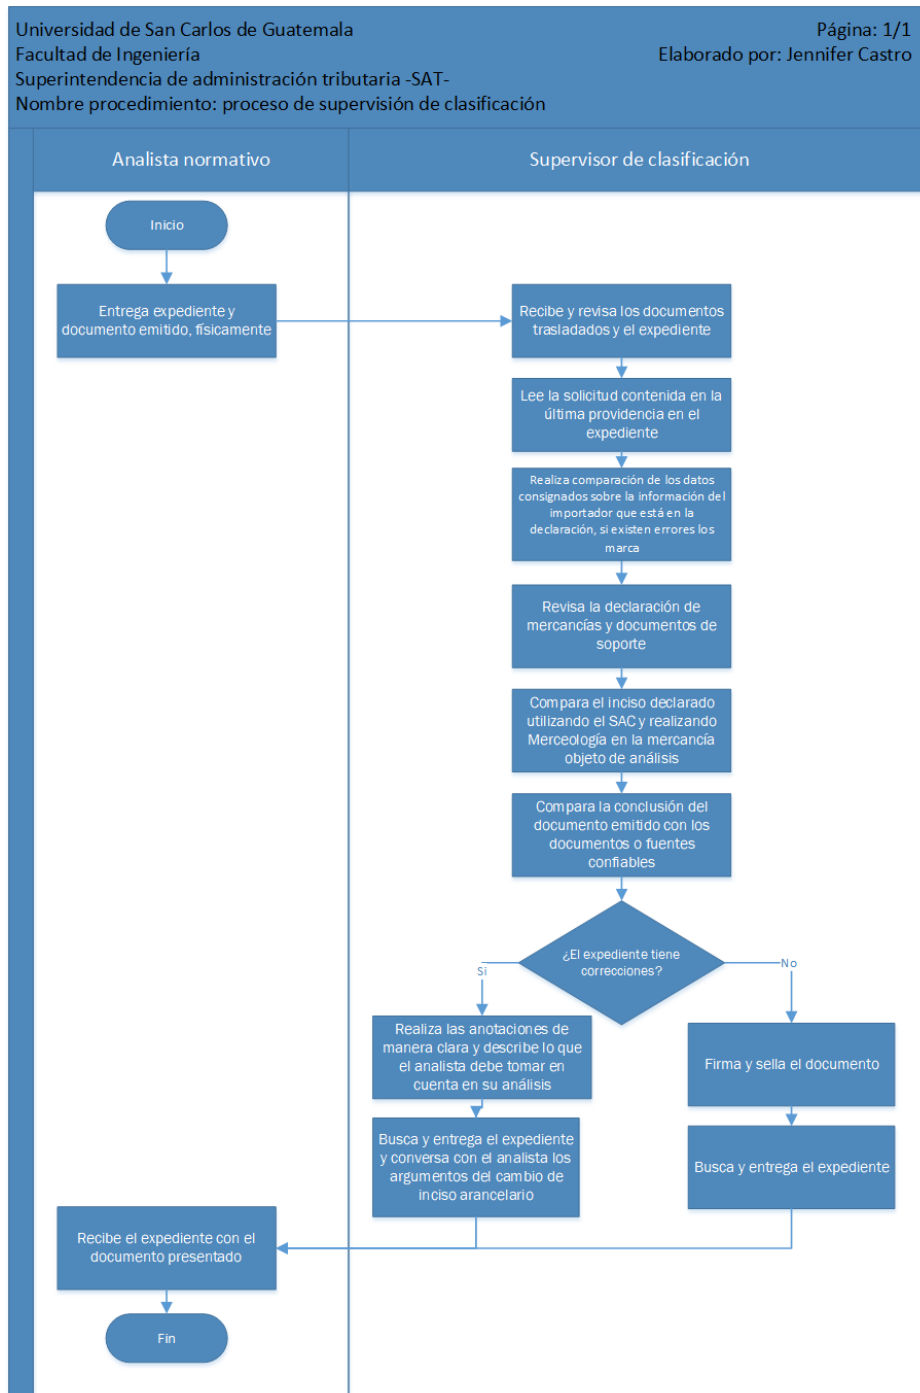 Universidad de San Carlos de Guatemala
Página: 1/1
Facultad de Ingeniería
Elaborado por: Jennifer Castro
Superintendencia de administración tributaria -SAT-
Nombre procedimiento: proceso de supervisión de clasificación
Analista normativo
Supervisor de clasificación
Inicio
Entrega expediente y
documento emitido, físicamente
Recibe y revisa los documentos
trasladados y el expediente
Lee la solicitud contenida en la
última providencia en el
expediente
Realiza comparación de los datos
consignados sobre la información del
importador que está en la
declaración, si existen errores los
marca
Revisa la declaración de
mercancías y documentos de
soporte
Compara el inciso declarado
utilizando el SAC y realizando
Merceología en la mercancía
objeto de análisis
Compara la conclusión del
documento emitido con los
documentos o fuentes
confiables
¿El expediente tiene
correcciones?
Si
No
Realiza las anotaciones de
manera clara y describe lo que
el analista debe tomar en
cuenta en su análisis
Firma y sella el documento
Busca y entrega el expediente
y conversa con el analista los
argumentos del cambio de
inciso arancelario
Busca y entrega el expediente
Recibe el expediente con el
documento presentado
Fin